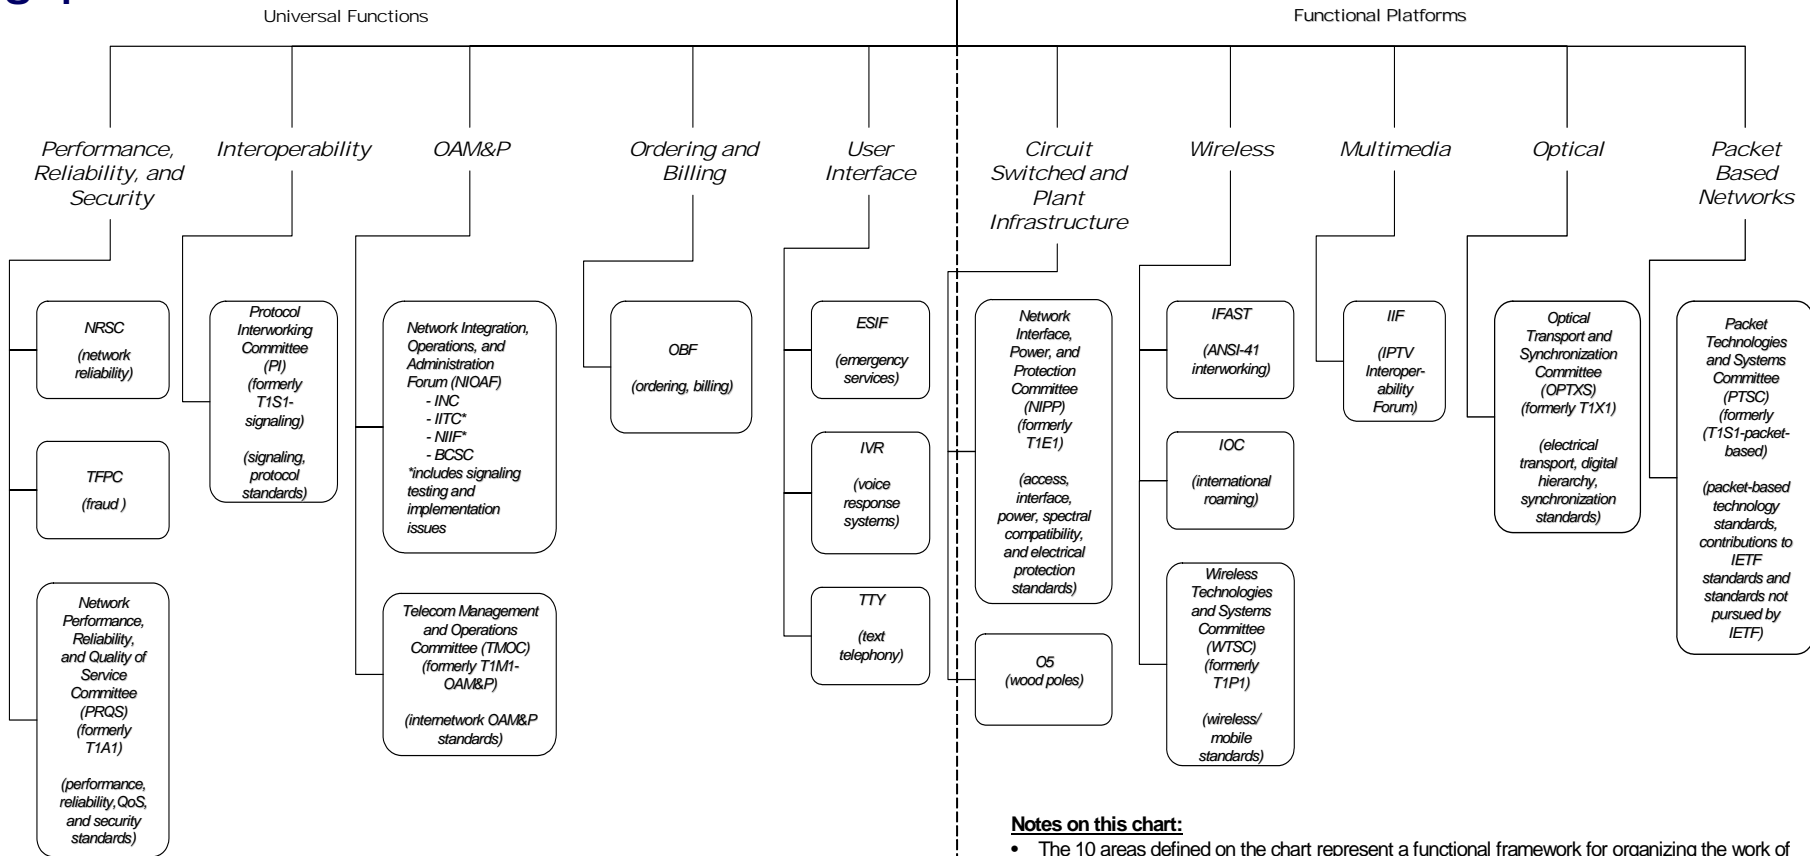 Universal Functions
Functional Platforms
Performance,
Reliability, and
Security
Interoperability
OAM&P
Ordering and
Billing
User
Interface
Circuit
Switched and
Plant
Infrastructure
Wireless
Multimedia
Optical
Packet
Based
Networks
NRSC
(network
reliability)
TFPC
(fraud )
Network
Performance,
Reliability,
and Quality of
Service
Committee
(PRQS)
(formerly
T1A1)
(performance,
reliability,QoS,
and security
standards)
Protocol
Interworking
Committee
(PI)
(formerly
T1S1-
signaling)
(signaling,
protocol
standards)
Network Integration,
Operations, and
Administration
Forum (NIOAF)
- INC
- IITC*
- NIIF*
- BCSC
*includes signaling
testing and
implementation
issues
Telecom Management
and Operations
Committee (TMOC)
(formerly T1M1-
OAM&P)
(internetwork OAM&P
standards)
OBF
(ordering, billing)
ESIF
(emergency
services)
IVR
(voice
response
systems)
TTY
(text
telephony)
Network
Interface,
Power, and
Protection
Committee
(NIPP)
(formerly
T1E1)
(access,
interface,
power, spectral
compatibility,
and electrical
protection
standards)
O5
(wood poles)
IFAST
(ANSI-41
interworking)
IOC
(international
roaming)
Wireless
Technologies
and Systems
Committee
(WTSC)
(formerly
T1P1)
(wireless/
mobile
standards)
IIF
(IPTV
Interoper-
ability
Forum)
Optical
Transport and
Synchronization
Committee
(OPTXS)
(formerly T1X1)
(electrical
transport, digital
hierarchy,
synchronization
standards)
Packet
Technologies
and Systems
Committee
(PTSC)
(formerly
(T1S1-packet-
based)
(packet-based
technology
standards,
contributions to
IETF
standards and
standards not
pursued by
IETF)
Notes on this chart:
• The 10 areas defined on the chart represent a functional framework for organizing the work of